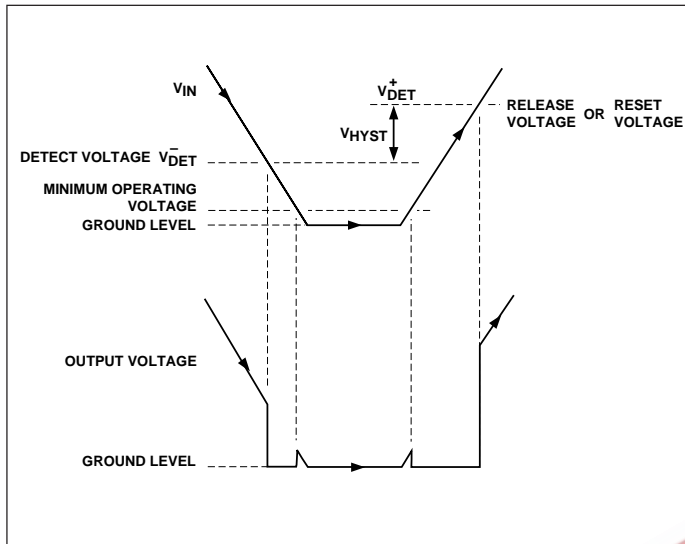 VIN
V+DET
RELEASE VOLTAGE OR RESET VOLTAGE
VHYST
DETECT VOLTAGE V−DET
MINIMUM OPERATING
VOLTAGE
GROUND LEVEL
OUTPUT VOLTAGE
GROUND LEVEL